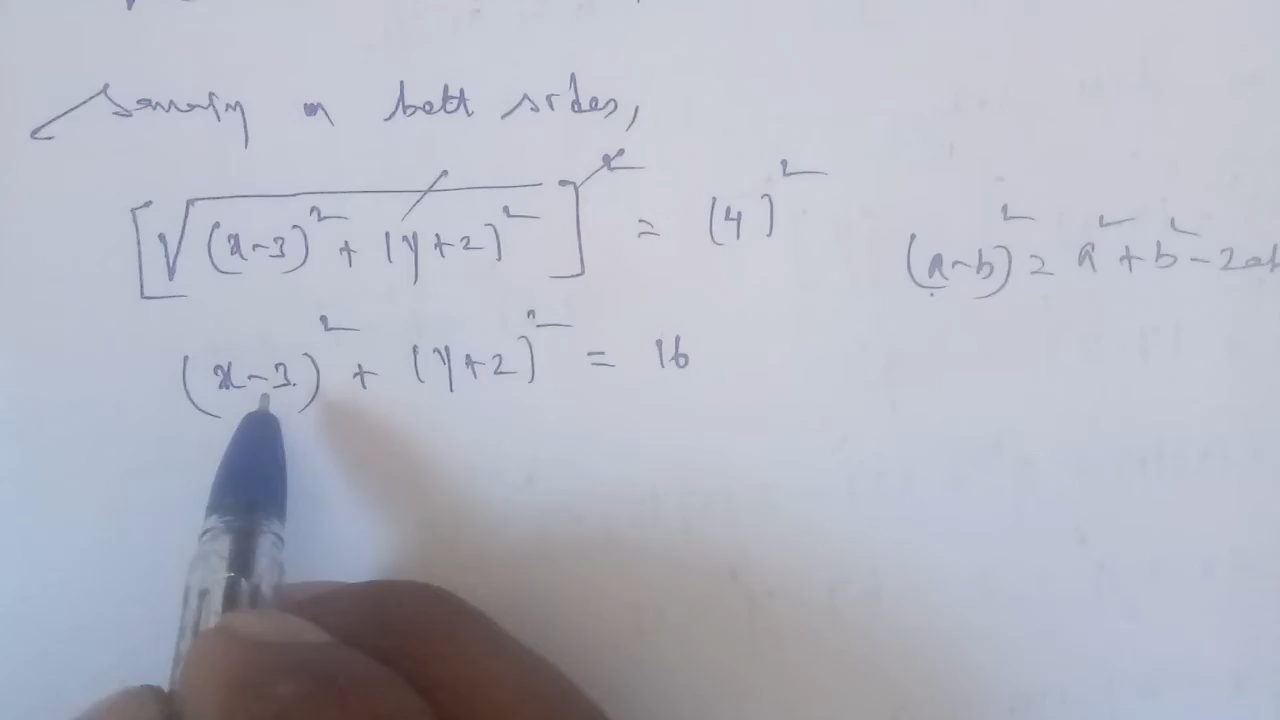 on both sides,
[√(x-3)² + (y+2)²]² = (4)²
(a-b)² = a² + b² - 2ab
(x-3)² + (y+2)² = 16